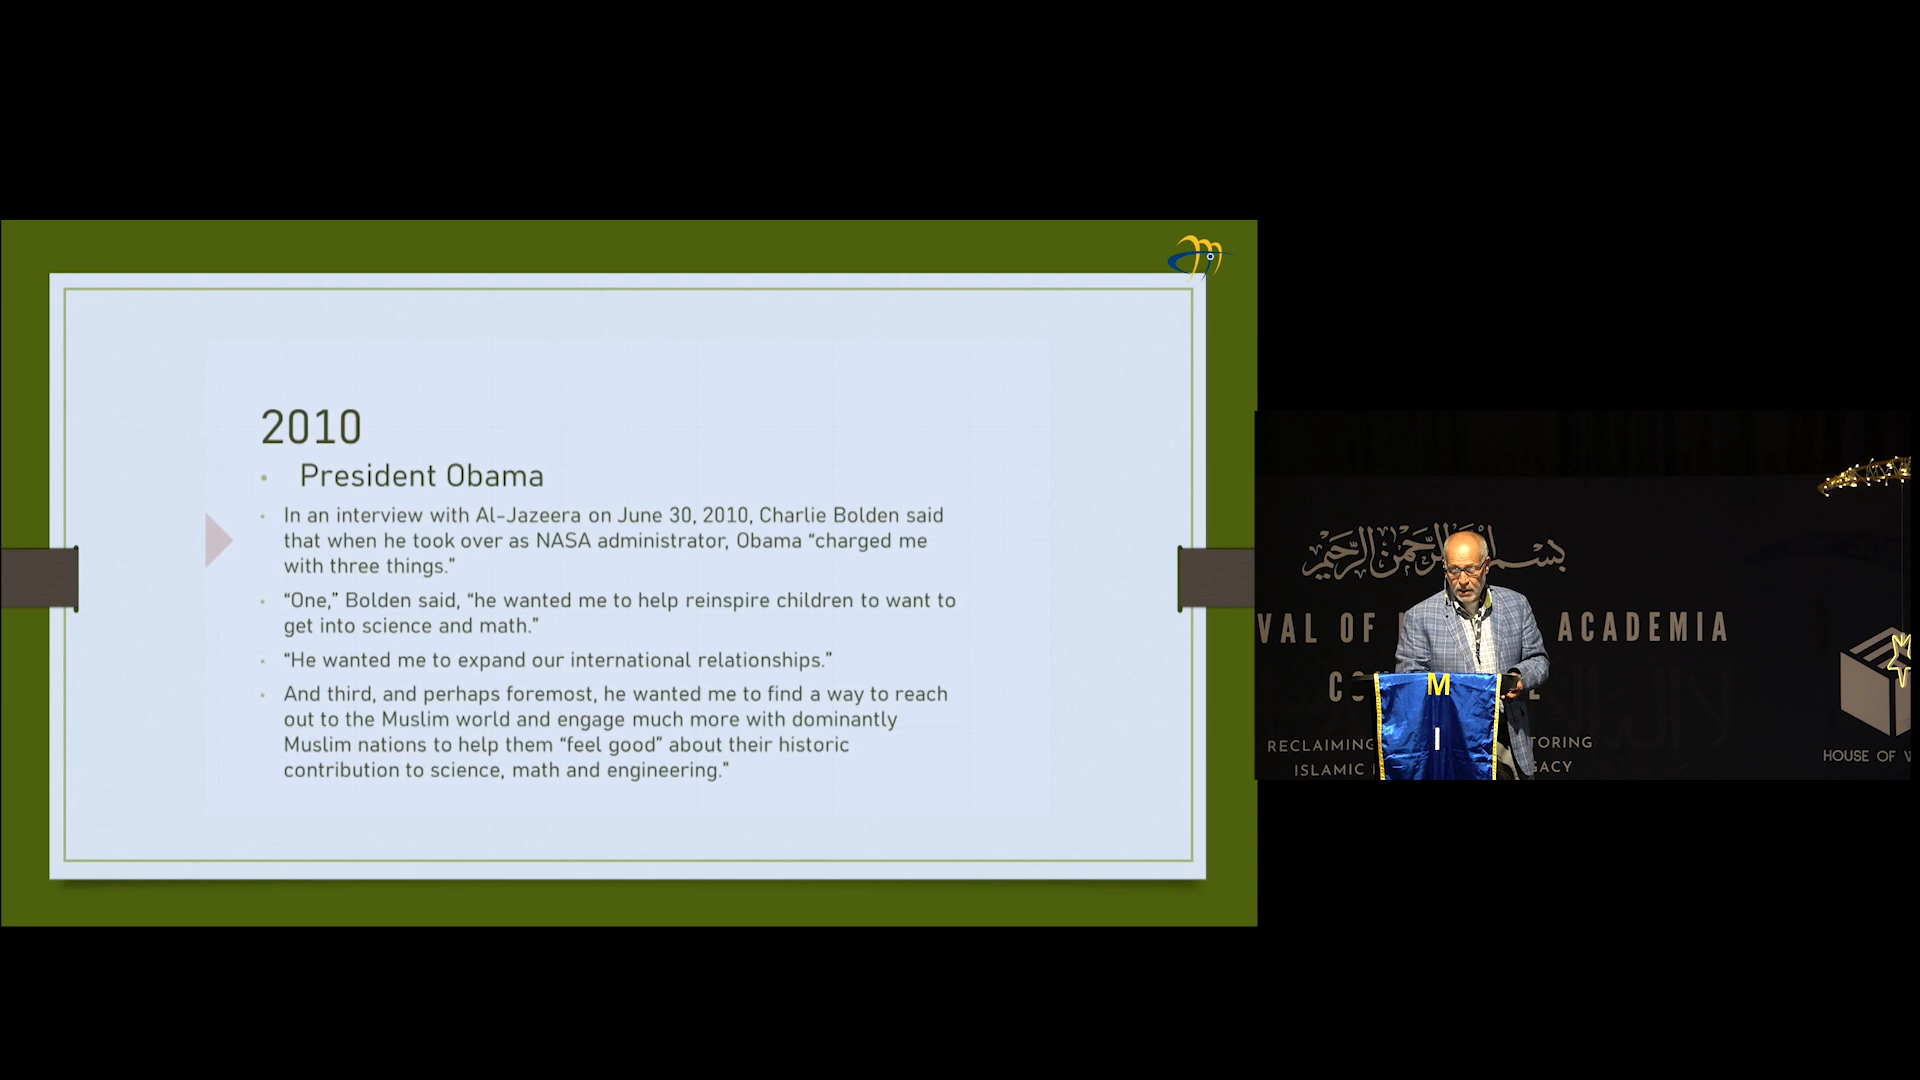 2010
• President Obama
• In an interview with Al-Jazeera on June 30, 2010, Charlie Bolden said
that when he took over as NASA administrator, Obama “charged me
with three things.”
• “One,” Bolden said, “he wanted me to help reinspire children to want to
get into science and math.”
• “He wanted me to expand our international relationships.”
• And third, and perhaps foremost, he wanted me to find a way to reach
out to the Muslim world and engage much more with dominantly
Muslim nations to help them “feel good” about their historic
contribution to science, math and engineering.”
بسم الله الرحمن الرحيم
VAL OF ACADEMIA
RECLAIMING TORING
ISLAMIC GACY
M
I
HOUSE OF